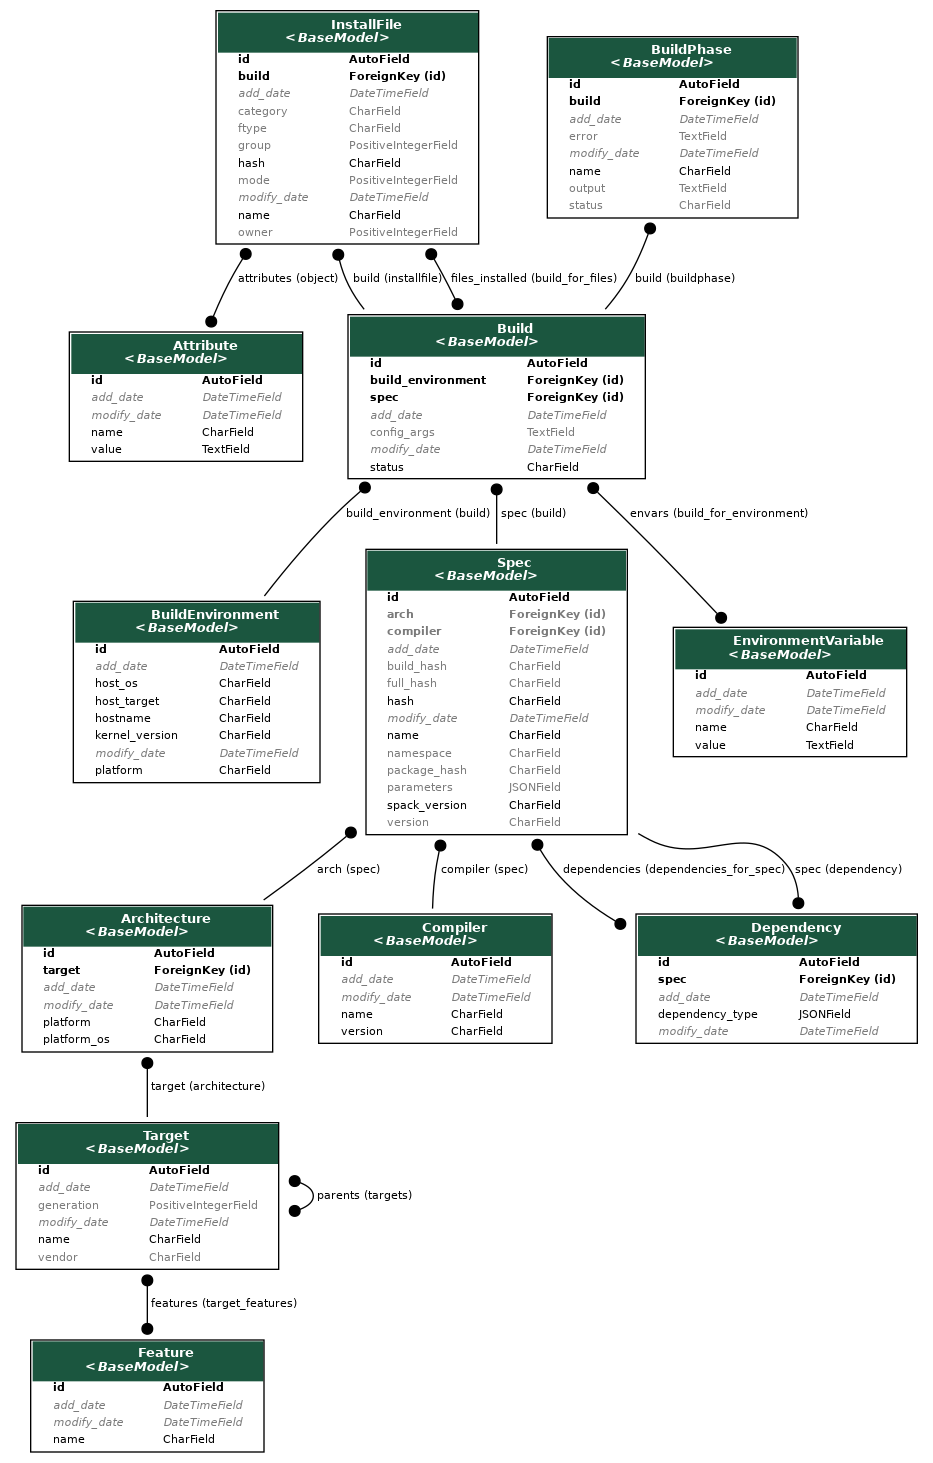 InstallFile
<BaseModel>
id AutoField
build ForeignKey (id)
add_date DateTimeField
category CharField
ftype CharField
group PositiveIntegerField
hash CharField
mode PositiveIntegerField
modify_date DateTimeField
name CharField
owner PositiveIntegerField
BuildPhase
<BaseModel>
id AutoField
build ForeignKey (id)
add_date DateTimeField
error TextField
modify_date DateTimeField
name CharField
output TextField
status CharField
attributes (object)
build (installfile)
files_installed (build_for_files)
build (buildphase)
Attribute
<BaseModel>
id AutoField
add_date DateTimeField
modify_date DateTimeField
name CharField
value TextField
Build
<BaseModel>
id AutoField
build_environment ForeignKey (id)
spec ForeignKey (id)
add_date DateTimeField
config_args TextField
modify_date DateTimeField
status CharField
build_environment (build)
spec (build)
envars (build_for_environment)
BuildEnvironment
<BaseModel>
id AutoField
add_date DateTimeField
host_os CharField
host_target CharField
hostname CharField
kernel_version CharField
modify_date DateTimeField
platform CharField
Spec
<BaseModel>
id AutoField
arch ForeignKey (id)
compiler ForeignKey (id)
add_date DateTimeField
build_hash CharField
full_hash CharField
hash CharField
modify_date DateTimeField
name CharField
namespace CharField
package_hash CharField
parameters JSONField
spack_version CharField
version CharField
EnvironmentVariable
<BaseModel>
id AutoField
add_date DateTimeField
modify_date DateTimeField
name CharField
value TextField
arch (spec)
compiler (spec)
dependencies (dependencies_for_spec)
spec (dependency)
Architecture
<BaseModel>
id AutoField
target ForeignKey (id)
add_date DateTimeField
modify_date DateTimeField
platform CharField
platform_os CharField
Compiler
<BaseModel>
id AutoField
add_date DateTimeField
modify_date DateTimeField
name CharField
version CharField
Dependency
<BaseModel>
id AutoField
spec ForeignKey (id)
add_date DateTimeField
dependency_type JSONField
modify_date DateTimeField
target (architecture)
Target
<BaseModel>
id AutoField
add_date DateTimeField
generation PositiveIntegerField
modify_date DateTimeField
name CharField
vendor CharField
parents (targets)
features (target_features)
Feature
<BaseModel>
id AutoField
add_date DateTimeField
modify_date DateTimeField
name CharField